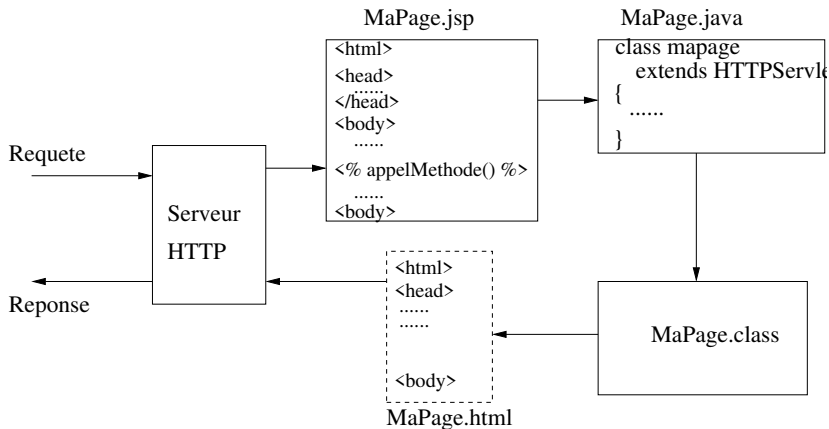 MaPage.jsp
<html>
<head>
......
</head>
<body>
......
<% appelMethode() %>
......
<body>
MaPage.java
class mapage
extends HTTPServle
{
......
}
Requete
Serveur
HTTP
Reponse
<html>
<head>
......
......
<body>
MaPage.html
MaPage.class